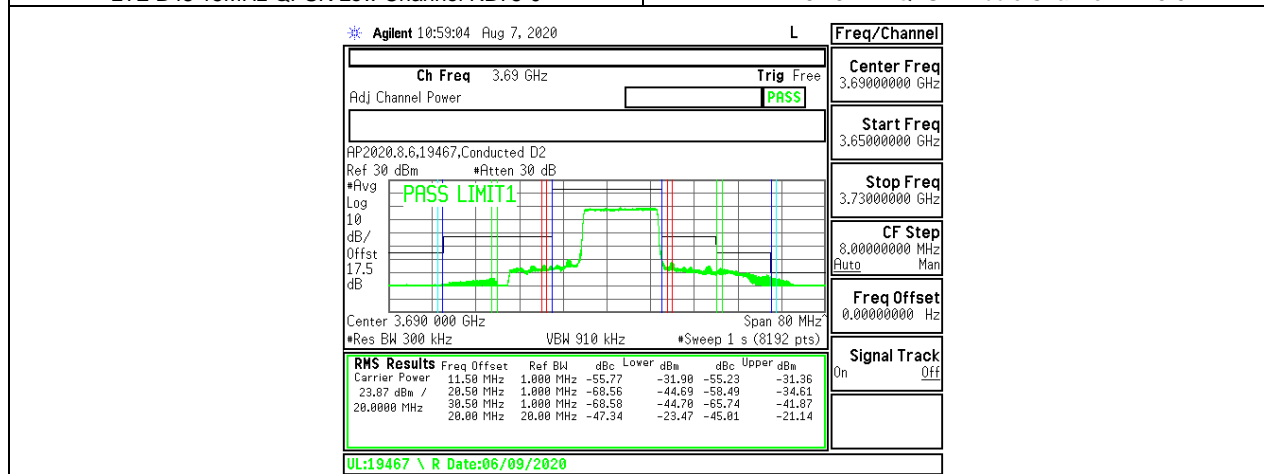 Agilent 10:59:04 Aug 7, 2020 L Freq/Channel
Ch Freq 3.69 GHz Trig Free
Adj Channel Power PASS
AP2020.8.6,19467,Conducted D2
Ref 30 dBm #Atten 30 dB
#Avg
Log
10
dB/
Offst
17.5
dB
PASS LIMIT1
Center 3.690 000 GHz Span 80 MHz^
#Res BW 300 kHz VBW 910 kHz #Sweep 1 s (8192 pts)
RMS Results Freq Offset Ref BW dBc Lower dBm dBc Upper dBm
Carrier Power 11.50 MHz 1.000 MHz -55.77 -31.90 -55.23 -31.36
23.87 dBm / 20.50 MHz 1.000 MHz -68.56 -44.69 -58.49 -34.61
20.0000 MHz 30.50 MHz 1.000 MHz -68.58 -44.70 -65.74 -41.87
20.00 MHz 20.00 MHz -47.34 -23.47 -45.01 -21.14
UL:19467 \ R Date:06/09/2020
Center Freq
3.69000000 GHz
Start Freq
3.65000000 GHz
Stop Freq
3.73000000 GHz
CF Step
8.00000000 MHz
Auto Man
Freq Offset
0.00000000 Hz
Signal Track
On Off